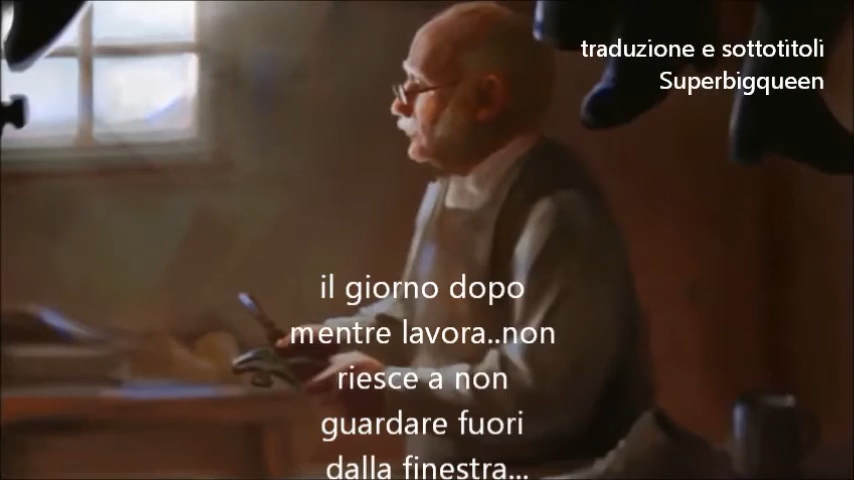 traduzione e sottotitoli
Superbigqueen
il giorno dopo
mentre lavora..non
riesce a non
guardare fuori
dalla finestra...